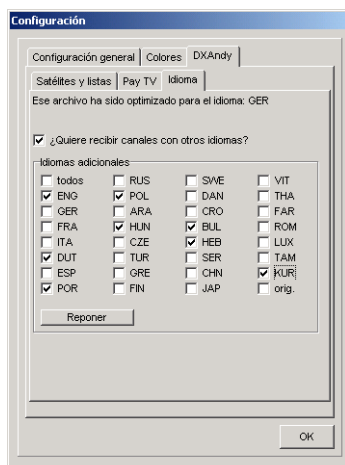 Configuración
Configuración general Colores DXAndy
Satélites y listas Pay TV Idioma
Ese archivo ha sido optimizado para el idioma: GER
¿Quiere recibir canales con otros idiomas?
Idiomas adicionales
todos RUS SWE VIT
ENG POL DAN THA
GER ARA CRO FAR
FRA HUN BUL ROM
ITA CZE HEB LUX
DUT TUR SER TAM
ESP GRE CHN KUR
POR FIN JAP orig.
Reponer
OK